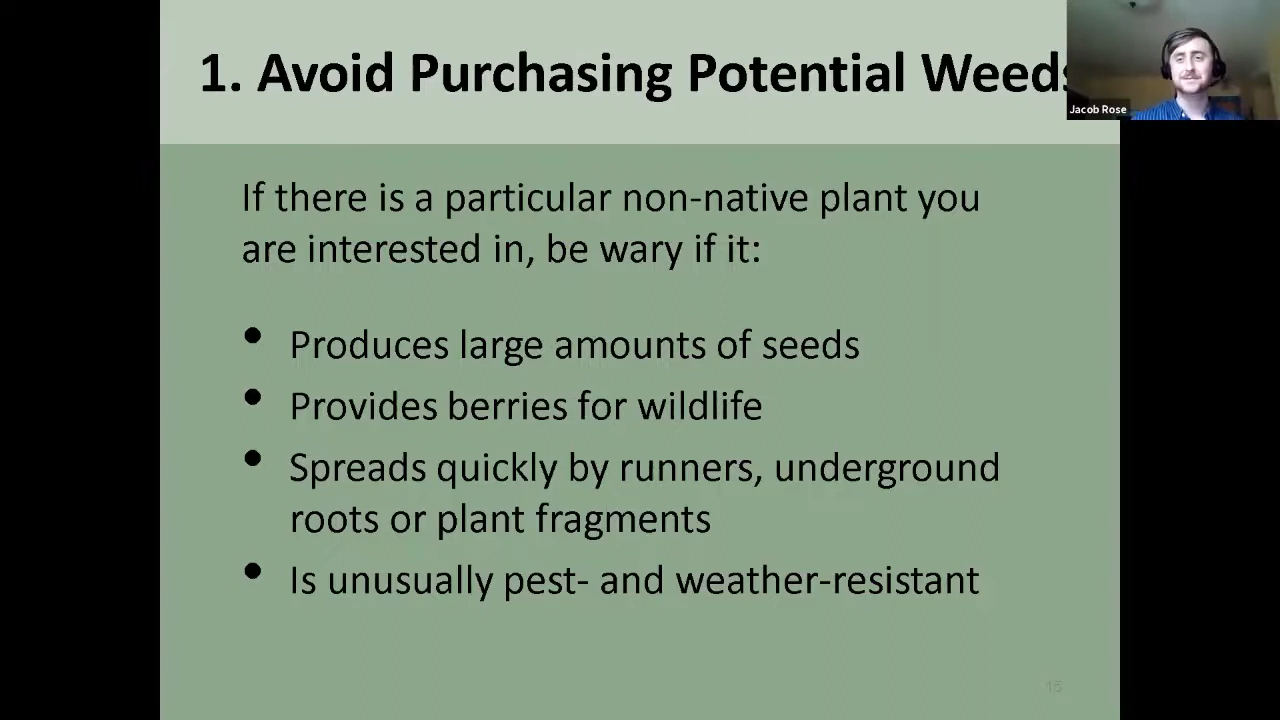 1. Avoid Purchasing Potential Weeds
Jacob Rose
If there is a particular non-native plant you
are interested in, be wary if it:
• Produces large amounts of seeds
• Provides berries for wildlife
• Spreads quickly by runners, underground
roots or plant fragments
• Is unusually pest- and weather-resistant
15